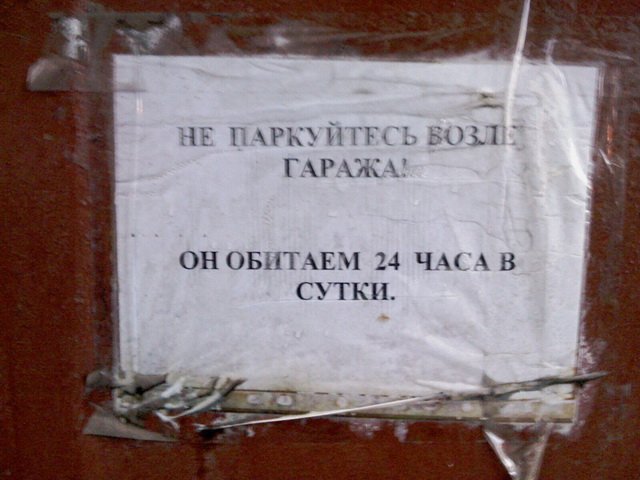 НЕ ПАРКУЙТЕСЬ ВОЗЛЕ
ГАРАЖА!
ОН ОБИТАЕМ 24 ЧАСА В
СУТКИ.